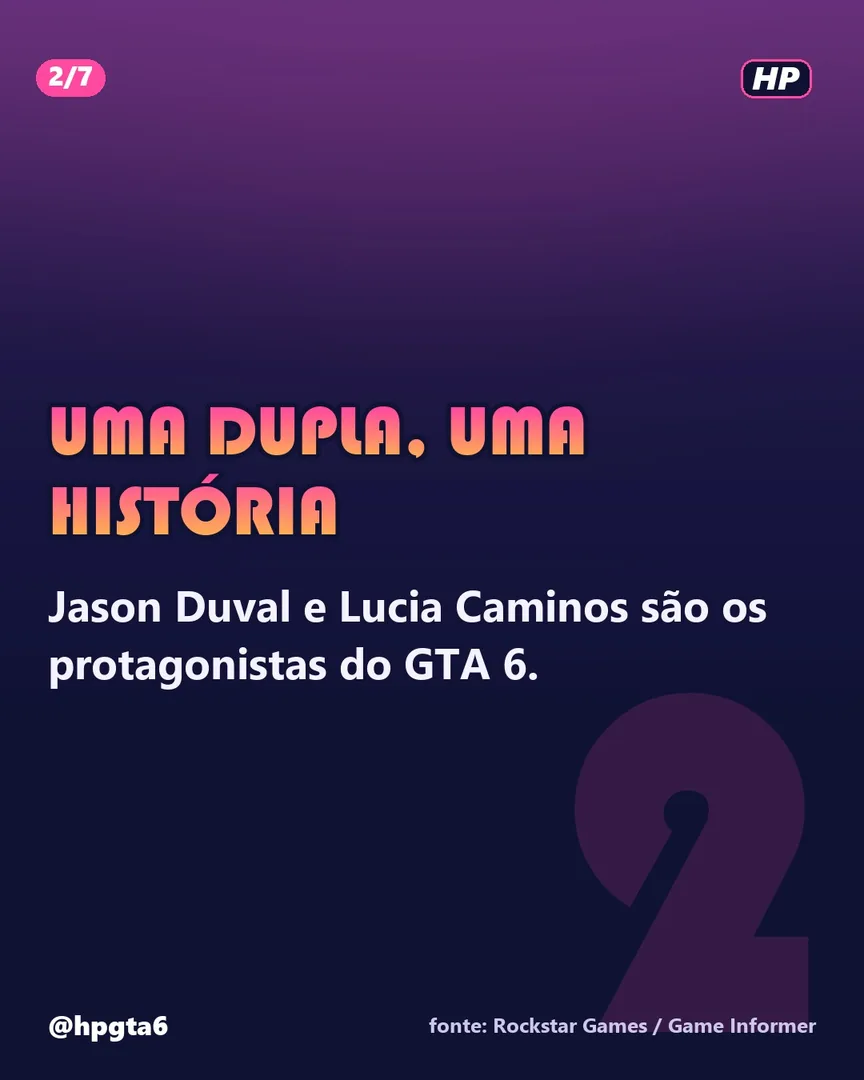 2/7
HP
UMA DUPLA, UMA
HISTÓRIA
Jason Duval e Lucia Caminos são os
protagonistas do GTA 6.
2
@hpgta6
fonte: Rockstar Games / Game Informer